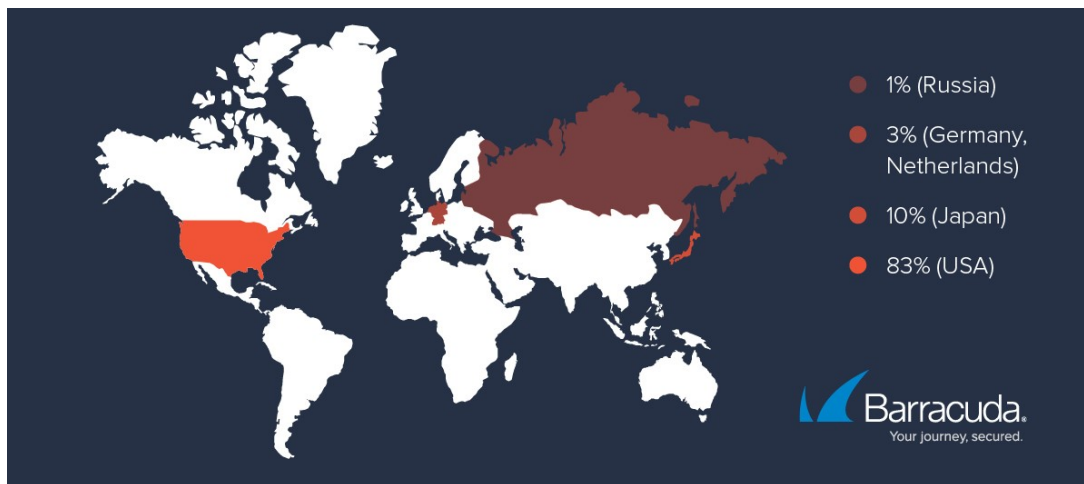 1% (Russia)
3% (Germany,
Netherlands)
10% (Japan)
83% (USA)
Barracuda®
Your journey, secured.